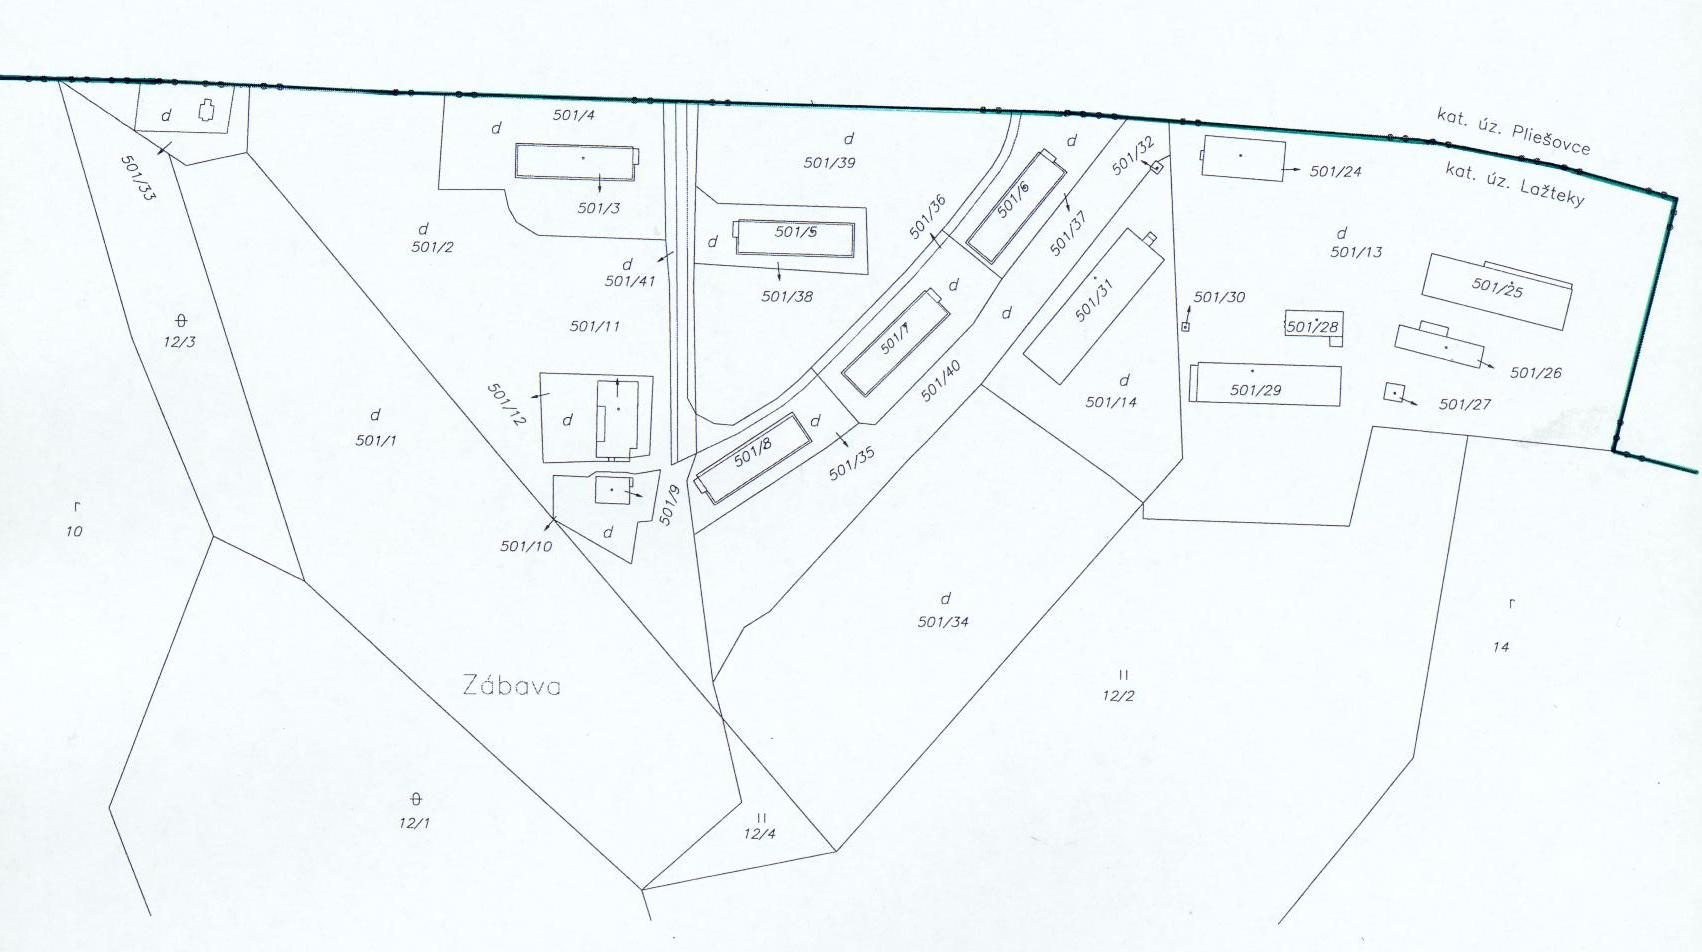 kat. úz. Pliešovce
kat. úz. Lažteky
d
501/33
d
501/4
501/3
d
501/39
d
501/32
501/24
501/6
501/36
501/37
d
501/2
d
501/5
d
501/41
501/38
d
501/13
501/25
d
501/31
d
501/30
501/28
θ
12/3
501/11
501/7
501/40
501/26
501/29
501/27
d
501/14
501/12
d
d
501/1
d
501/8
501/35
501/9
d
501/10
r
10
d
501/34
r
14
Zábava
II
12/2
θ
12/1
II
12/4